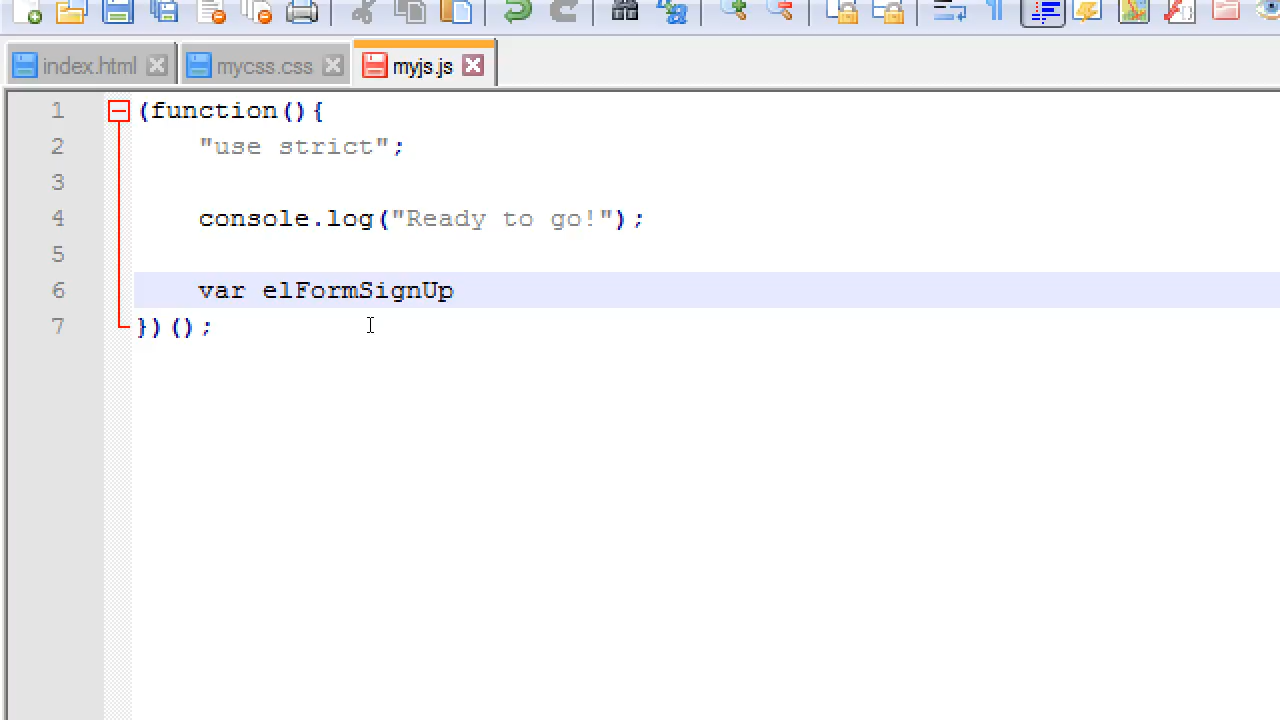 index.html mycss.css myjs.js
1 (function(){
2 "use strict";
3
4 console.log("Ready to go!");
5
6 var elFormSignUp
7 })();